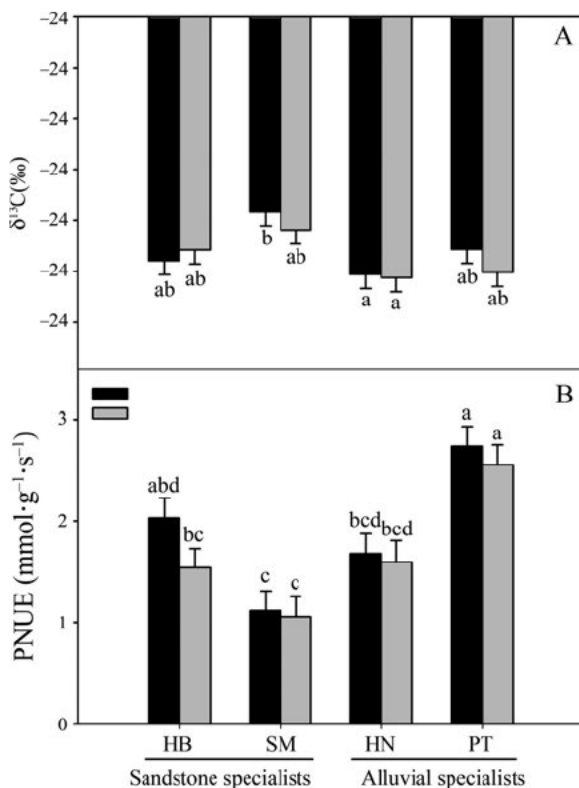 A
–24
–24
–24
–24
–24
–24
–24
δ¹³C(‰)
ab
ab
b
ab
a
a
ab
ab
B
3
2
1
0
PNUE (mmol·g⁻¹·s⁻¹)
abd
bc
c
c
bcd
bcd
a
a
HB
SM
HN
PT
Sandstone specialists
Alluvial specialists